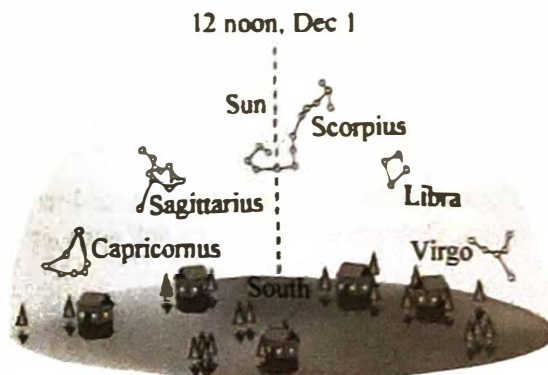 12 noon, Dec 1
Sun
Scorpius
Sagittarius
Libra
Capricornus
Virgo
South